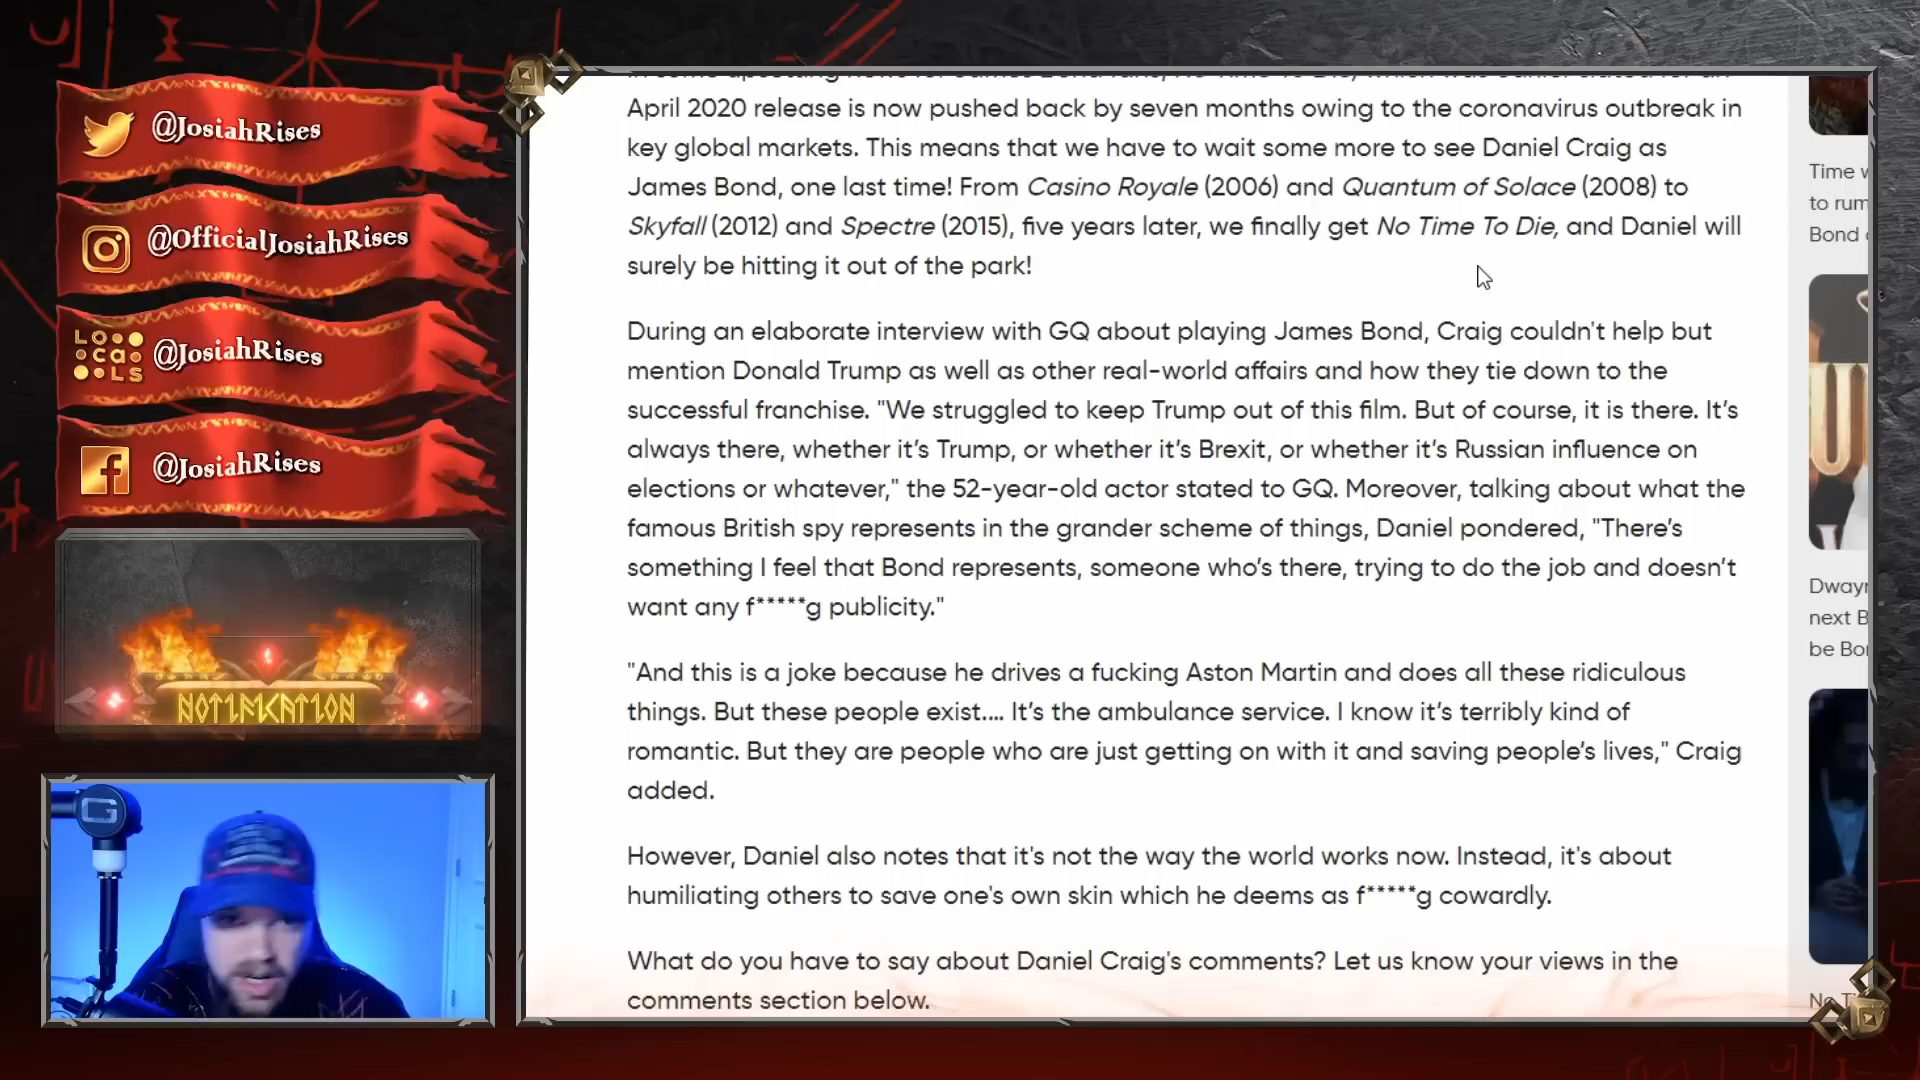 @JosiahRises
@OfficialJosiahRises
LOcaLS
@JosiahRises
@JosiahRises
NOTIFICATION
G
April 2020 release is now pushed back by seven months owing to the coronavirus outbreak in
key global markets. This means that we have to wait some more to see Daniel Craig as
James Bond, one last time! From Casino Royale (2006) and Quantum of Solace (2008) to
Skyfall (2012) and Spectre (2015), five years later, we finally get No Time To Die, and Daniel will
surely be hitting it out of the park!
During an elaborate interview with GQ about playing James Bond, Craig couldn't help but
mention Donald Trump as well as other real-world affairs and how they tie down to the
successful franchise. "We struggled to keep Trump out of this film. But of course, it is there. It's
always there, whether it's Trump, or whether it's Brexit, or whether it's Russian influence on
elections or whatever," the 52-year-old actor stated to GQ. Moreover, talking about what the
famous British spy represents in the grander scheme of things, Daniel pondered, "There's
something I feel that Bond represents, someone who's there, trying to do the job and doesn't
want any f*****g publicity."
"And this is a joke because he drives a fucking Aston Martin and does all these ridiculous
things. But these people exist.... It's the ambulance service. I know it's terribly kind of
romantic. But they are people who are just getting on with it and saving people's lives," Craig
added.
However, Daniel also notes that it's not the way the world works now. Instead, it's about
humiliating others to save one's own skin which he deems as f*****g cowardly.
What do you have to say about Daniel Craig's comments? Let us know your views in the
comments section below.
Time
to rum
Bond
U
Dwayn
next B
be Bo
No T